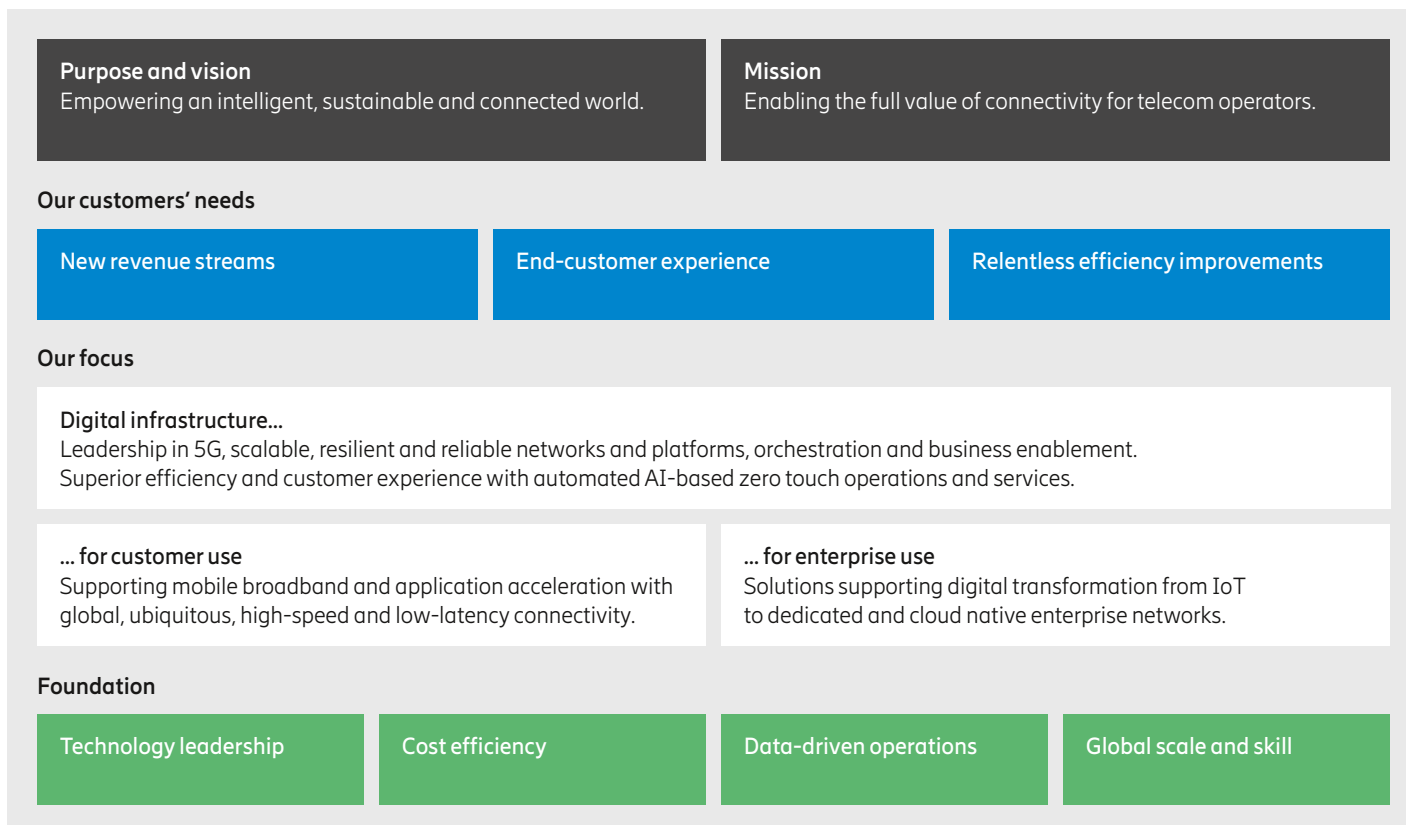 Purpose and vision
Empowering an intelligent, sustainable and connected world.
Mission
Enabling the full value of connectivity for telecom operators.
Our customers’ needs
New revenue streams
End-customer experience
Relentless efficiency improvements
Our focus
Digital infrastructure...
Leadership in 5G, scalable, resilient and reliable networks and platforms, orchestration and business enablement.
Superior efficiency and customer experience with automated AI-based zero touch operations and services.
... for customer use
Supporting mobile broadband and application acceleration with
global, ubiquitous, high-speed and low-latency connectivity.
... for enterprise use
Solutions supporting digital transformation from IoT
to dedicated and cloud native enterprise networks.
Foundation
Technology leadership
Cost efficiency
Data-driven operations
Global scale and skill